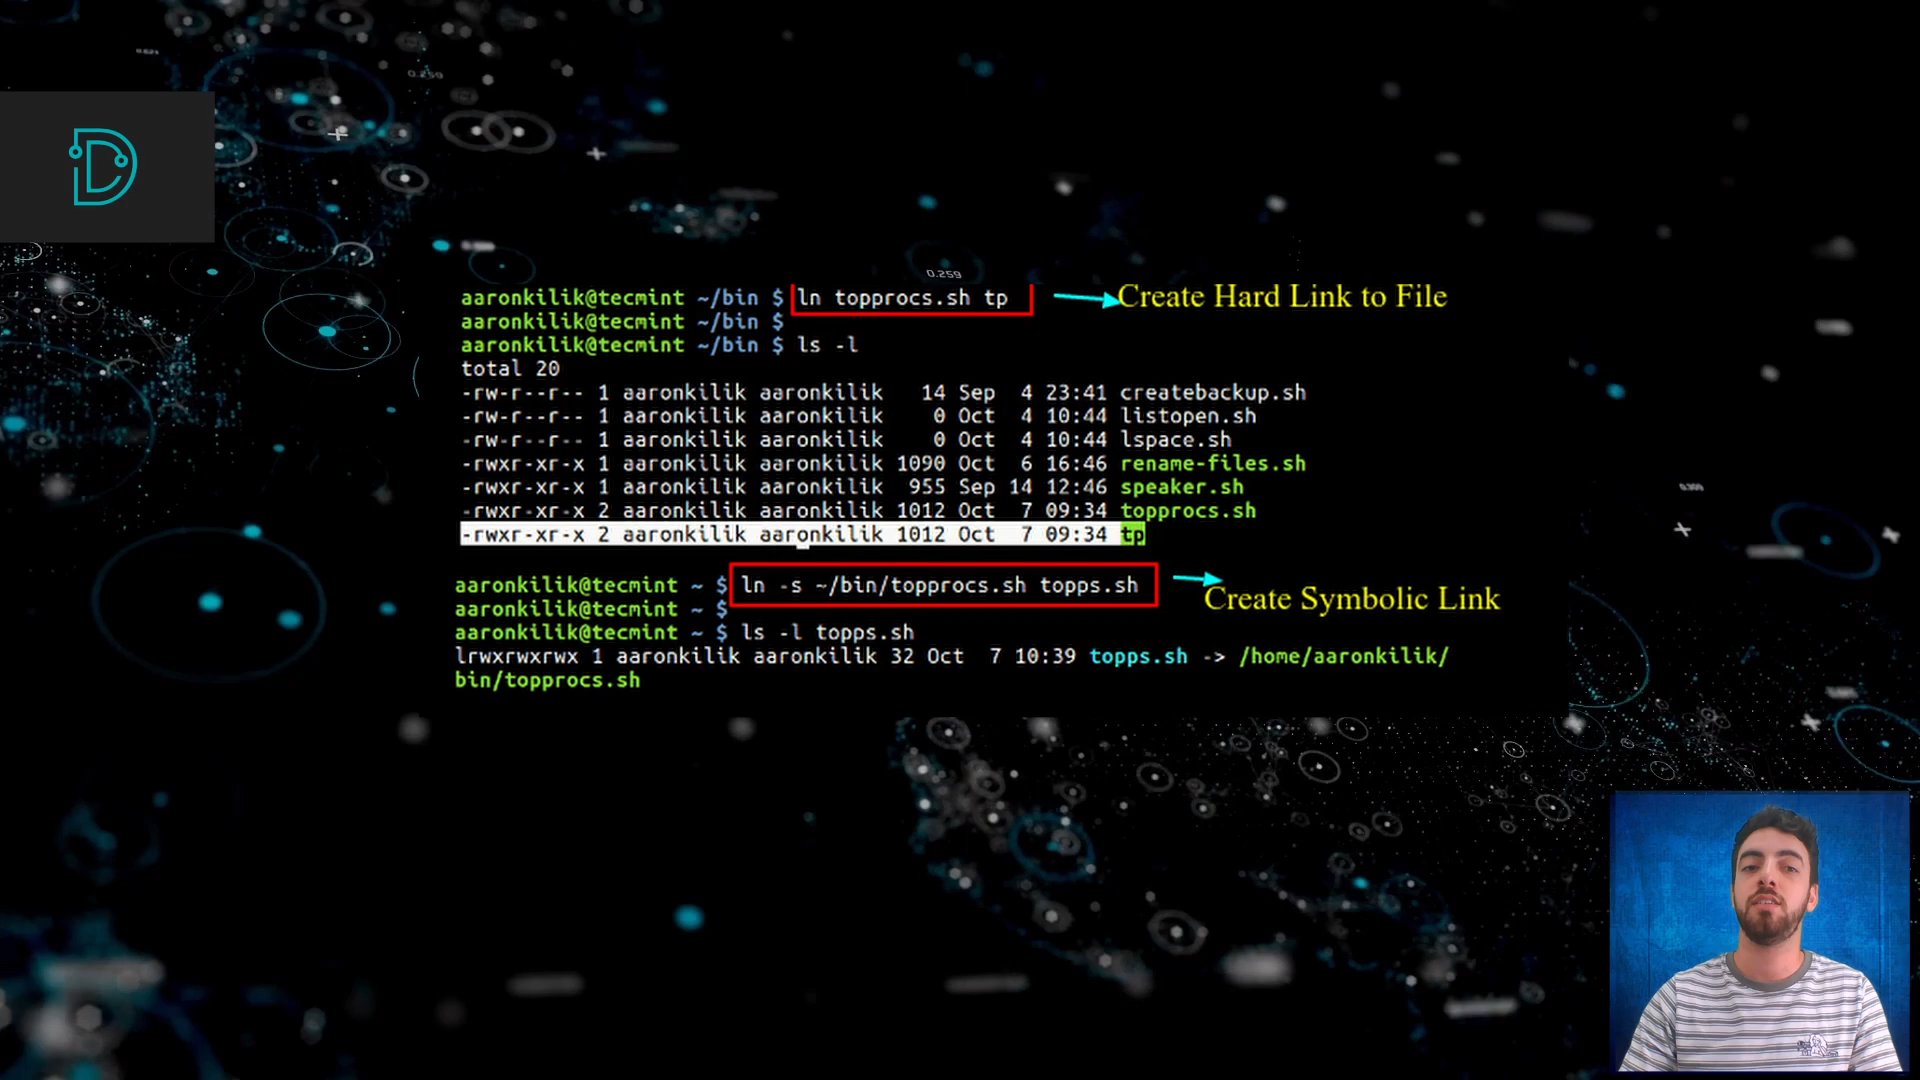 0.621
0.259
0.259
aaronkilik@tecmint ~/bin $ ln topprocs.sh tp
Create Hard Link to File
aaronkilik@tecmint ~/bin $
aaronkilik@tecmint ~/bin $ ls -l
total 20
-rw-r--r-- 1 aaronkilik aaronkilik 14 Sep 4 23:41 createbackup.sh
-rw-r--r-- 1 aaronkilik aaronkilik 0 Oct 4 10:44 listopen.sh
-rw-r--r-- 1 aaronkilik aaronkilik 0 Oct 4 10:44 lspace.sh
-rwxr-xr-x 1 aaronkilik aaronkilik 1090 Oct 6 16:46 rename-files.sh
-rwxr-xr-x 1 aaronkilik aaronkilik 955 Sep 14 12:46 speaker.sh
-rwxr-xr-x 2 aaronkilik aaronkilik 1012 Oct 7 09:34 topprocs.sh
-rwxr-xr-x 2 aaronkilik aaronkilik 1012 Oct 7 09:34 tp
aaronkilik@tecmint ~ $ ln -s ~/bin/topprocs.sh topps.sh
Create Symbolic Link
aaronkilik@tecmint ~ $
aaronkilik@tecmint ~ $ ls -l topps.sh
lrwxrwxrwx 1 aaronkilik aaronkilik 32 Oct 7 10:39 topps.sh -> /home/aaronkilik/
bin/topprocs.sh